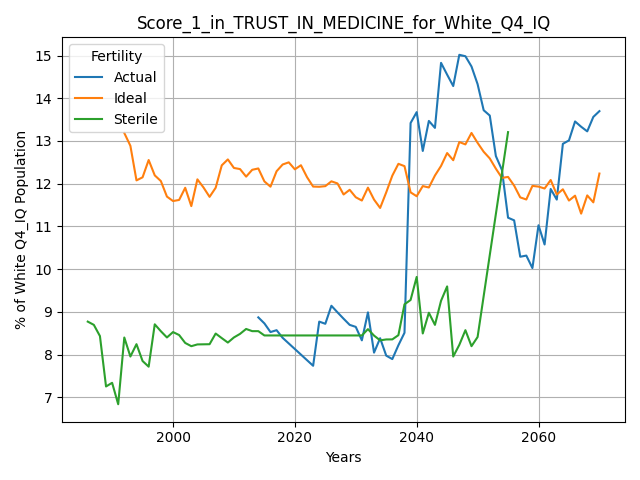 Score_1_in_TRUST_IN_MEDICINE_for_White_Q4_IQ
Fertility
Actual
Ideal
Sterile
% of White Q4_IQ Population
15
14
13
12
11
10
9
8
7
2000
2020
2040
2060
Years